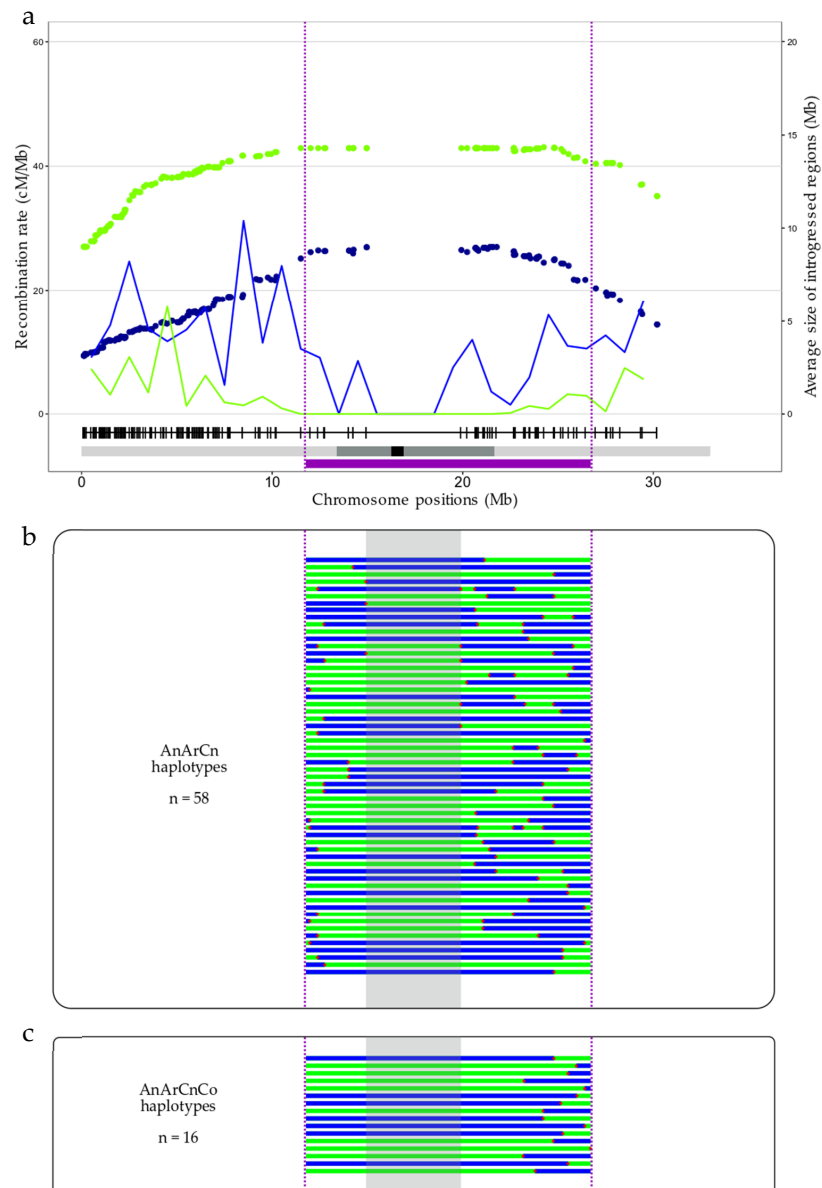 a
60
40
20
0
Recombination rate (cM/Mb)
20
15
10
5
0
Average size of introgressed regions (Mb)
0
10
20
30
Chromosome positions (Mb)
b
AnArCn
haplotypes
n = 58
c
AnArCnCo
haplotypes
n = 16